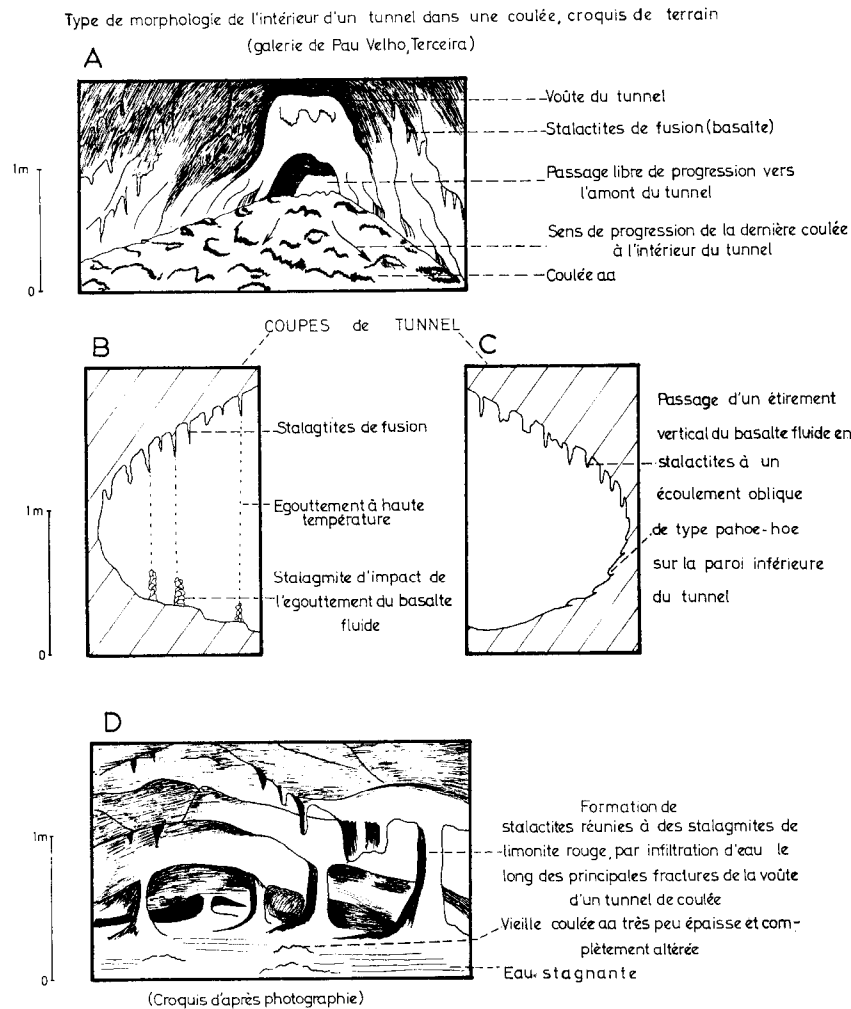 Type de morphologie de l'intérieur d'un tunnel dans une coulée, croquis de terrain
(galerie de Pau Velho, Terceira)
A
1m
0
Voûte du tunnel
Stalactites de fusion (basalte)
Passage libre de progression vers
l'amont du tunnel
Sens de progression de la dernière coulée
à l'intérieur du tunnel
Coulée aa
COUPES de TUNNEL
B
1m
0
Stalagtites de fusion
Egouttement à haute
température
Stalagmite d'impact de
l'egouttement du basalte
fluide
C
Passage d'un étirement
vertical du basalte fluide en
stalactites à un
écoulement oblique
de type pahoe-hoe
sur la paroi inférieure
du tunnel
D
1m
0
Formation de
stalactites réunies à des stalagmites de
limonite rouge, par infiltration d'eau le
long des principales fractures de la voûte
d'un tunnel de coulée
Vieille coulée aa très peu épaisse et com-
plètement altérée
Eau stagnante
(Croquis d'après photographie)